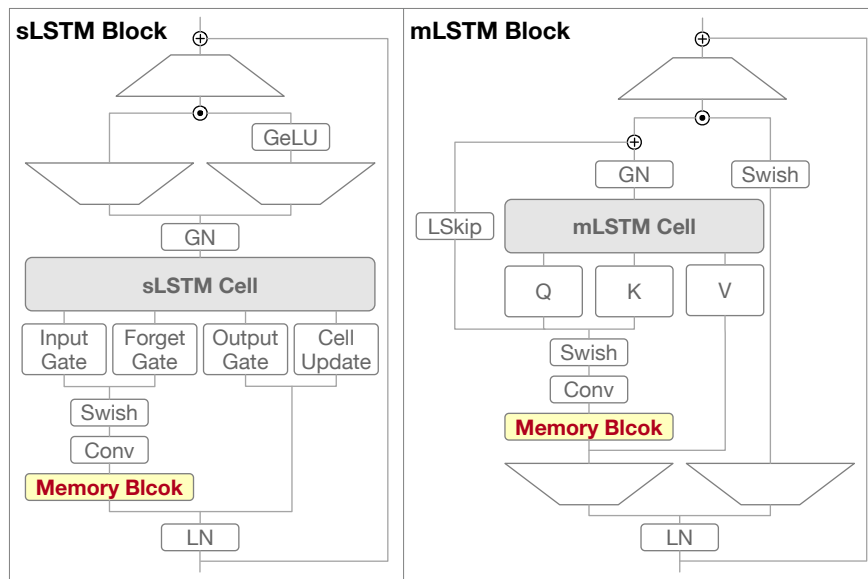 sLSTM Block
GeLU
GN
sLSTM Cell
Input
Gate
Forget
Gate
Output
Gate
Cell
Update
Swish
Conv
Memory Blcok
LN
mLSTM Block
GN
Swish
LSkip
mLSTM Cell
Q
K
V
Swish
Conv
Memory Blcok
LN